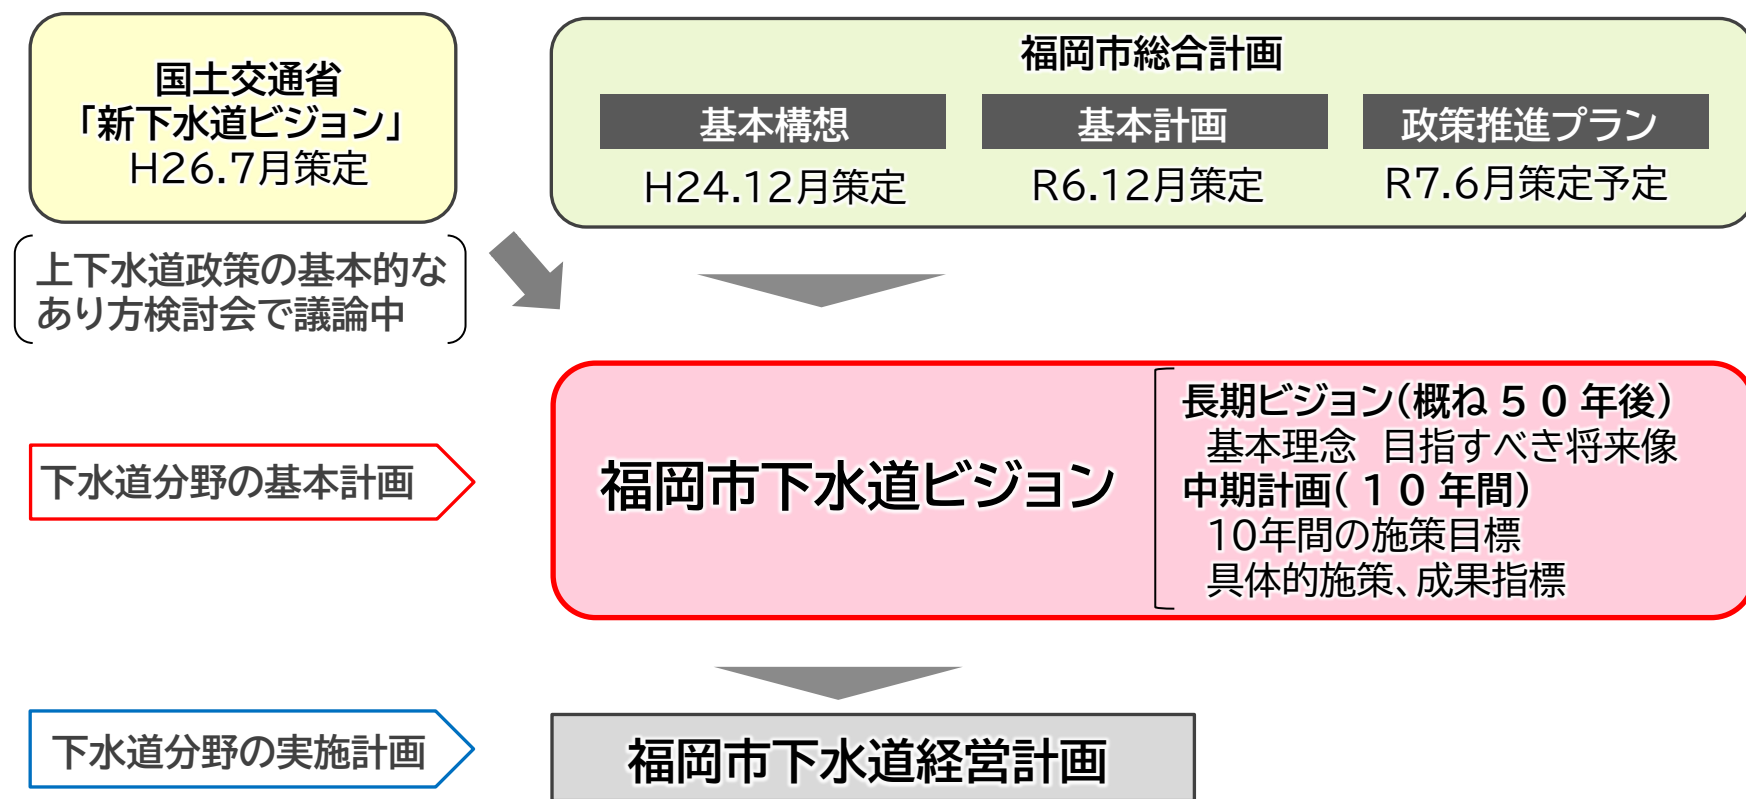 国土交通省
「新下水道ビジョン」
H26.7月策定
福岡市総合計画
基本構想
H24.12月策定
基本計画
R6.12月策定
政策推進プラン
R7.6月策定予定
上下水道政策の基本的な
あり方検討会で議論中
下水道分野の基本計画
福岡市下水道ビジョン
長期ビジョン(概ね50年後)
基本理念 目指すべき将来像
中期計画(10年間)
10年間の施策目標
具体的施策、成果指標
下水道分野の実施計画
福岡市下水道経営計画